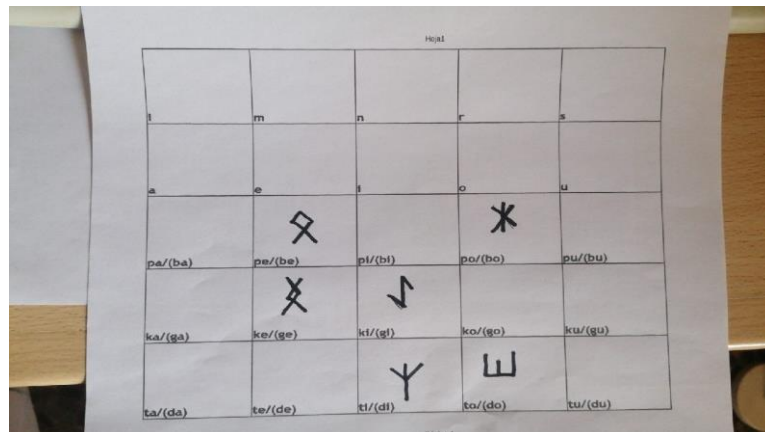 Hoja1
l m n r s
a e i o u
pa/(ba) pe/(be) pi/(bi) po/(bo) pu/(bu)
ka/(ga) ke/(ge) ki/(gi) ko/(go) ku/(gu)
ta/(da) te/(de) ti/(di) to/(do) tu/(du)